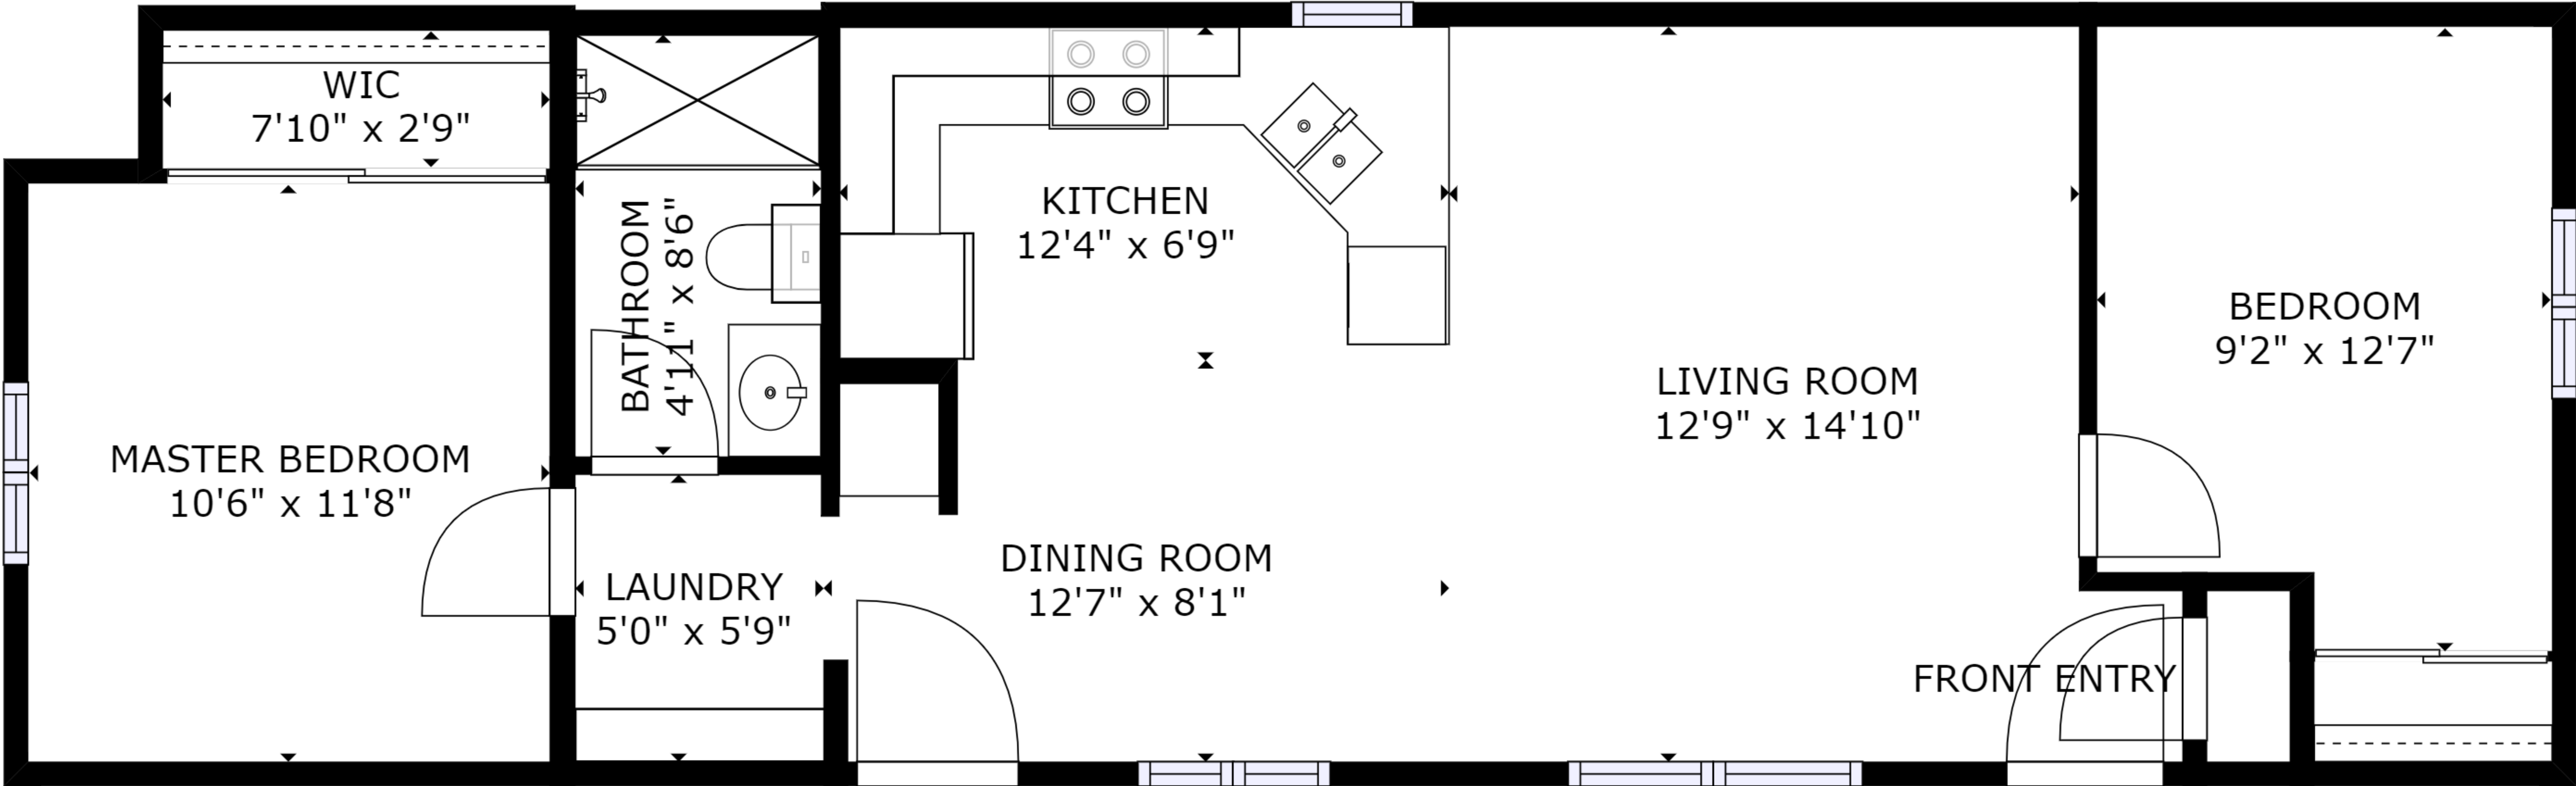 WIC
7'10" x 2'9"
KITCHEN
12'4" x 6'9"
BATHROOM
4'11" x 8'6"
BEDROOM
9'2" x 12'7"
LIVING ROOM
12'9" x 14'10"
MASTER BEDROOM
10'6" x 11'8"
DINING ROOM
12'7" x 8'1"
LAUNDRY
5'0" x 5'9"
FRONT ENTRY